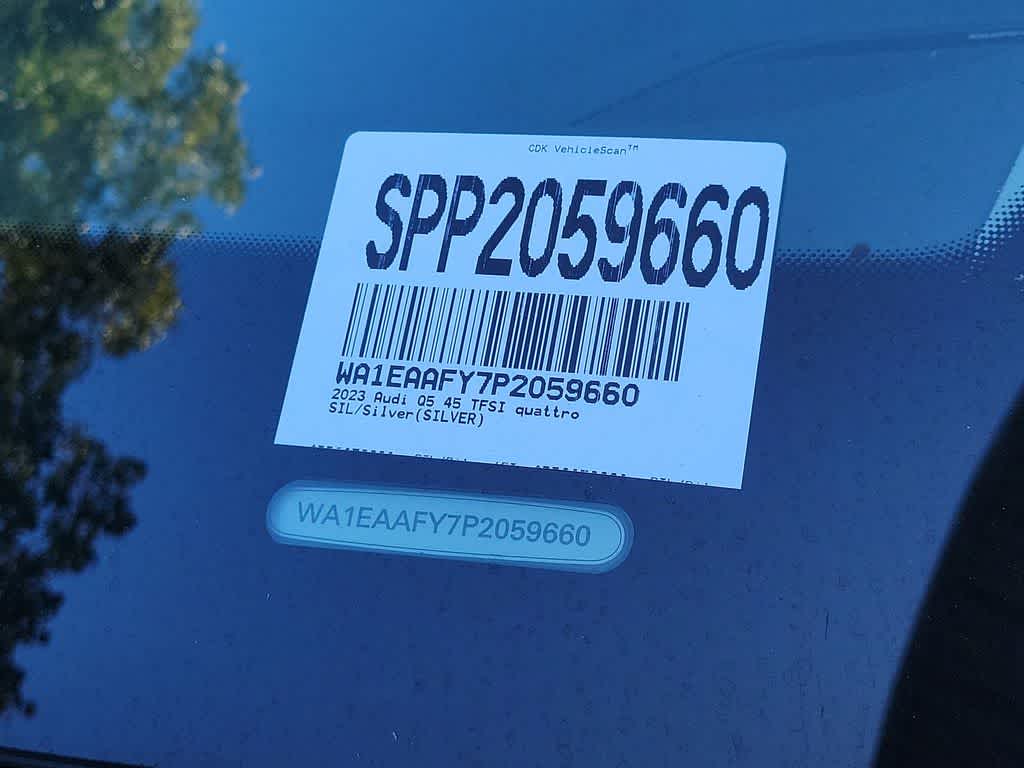 CDK VehicleScan™
SPP2059660
WA1EAAFY7P2059660
2023 Audi Q5 45 TFSI quattro
SIL/Silver(SILVER)
WA1EAAFY7P2059660